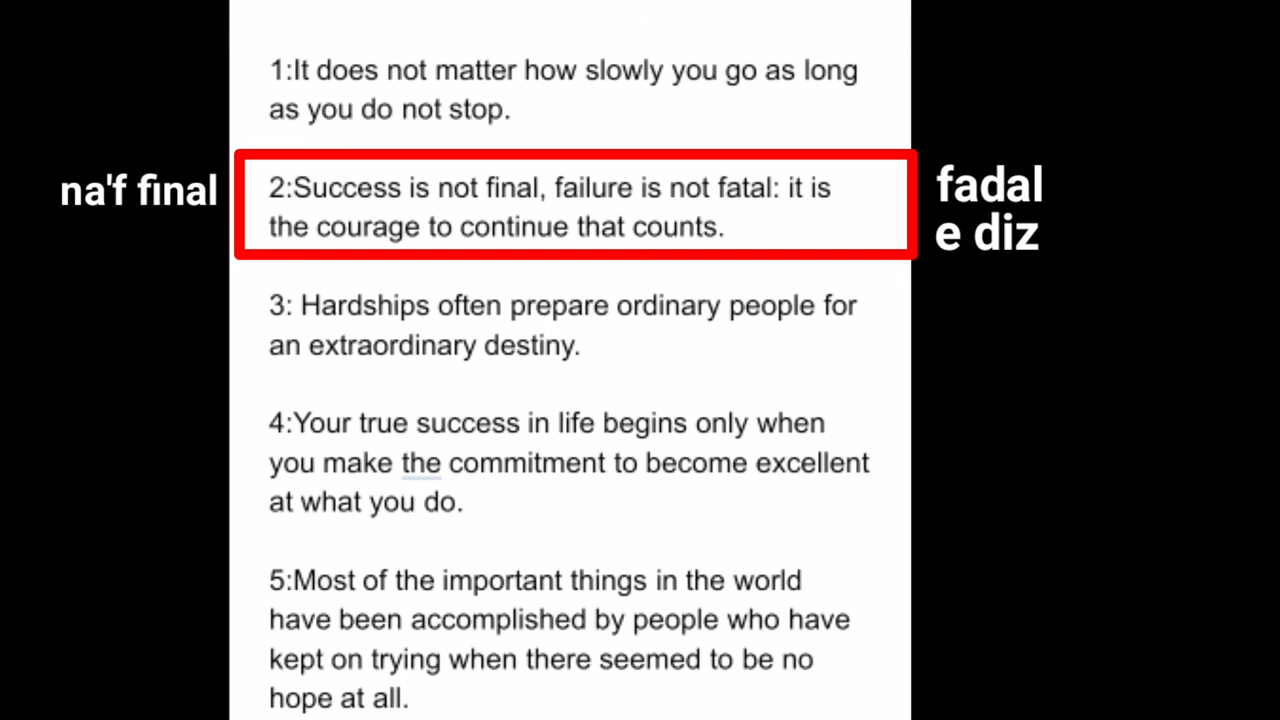 1:It does not matter how slowly you go as long
as you do not stop.
na'f final
2:Success is not final, failure is not fatal: it is
the courage to continue that counts.
fadal
e diz
3: Hardships often prepare ordinary people for
an extraordinary destiny.
4:Your true success in life begins only when
you make the commitment to become excellent
at what you do.
5:Most of the important things in the world
have been accomplished by people who have
kept on trying when there seemed to be no
hope at all.